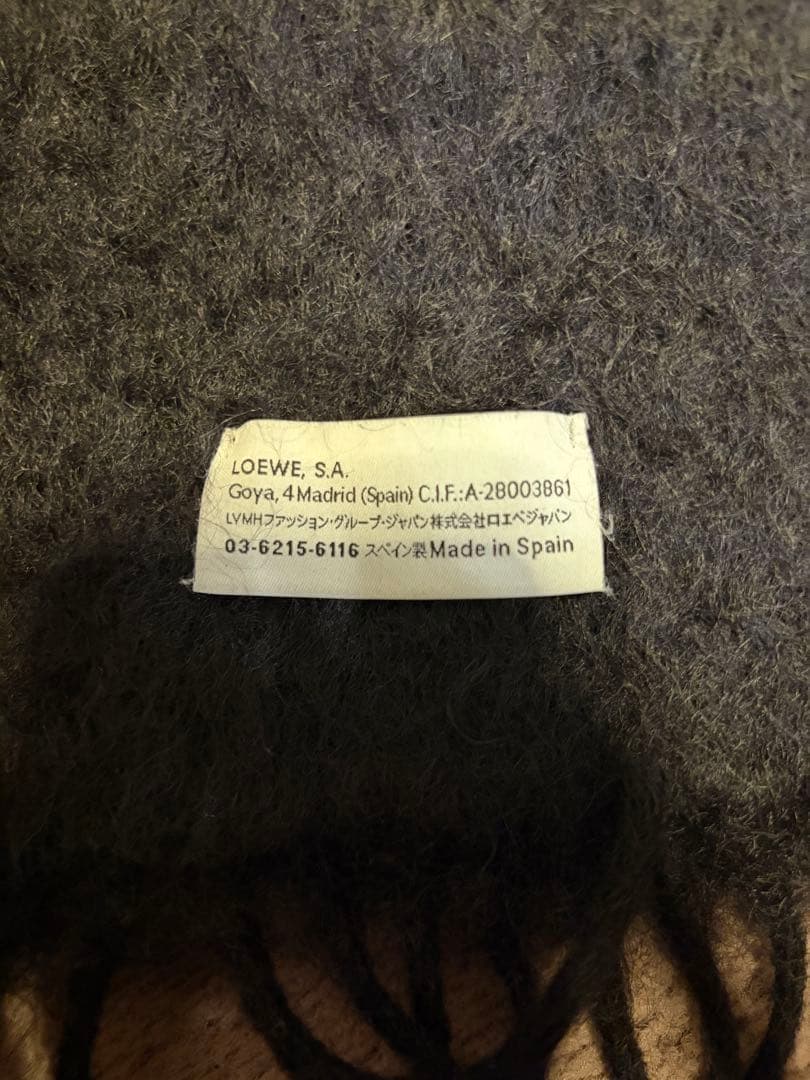 LOEWE, S.A.
Goya, 4 Madrid (Spain) C.I.F.:A-28003861
LVMHファッション・グループ・ジャパン株式会社ロエベジャパン
03-6215-6116 スペイン製 Made in Spain